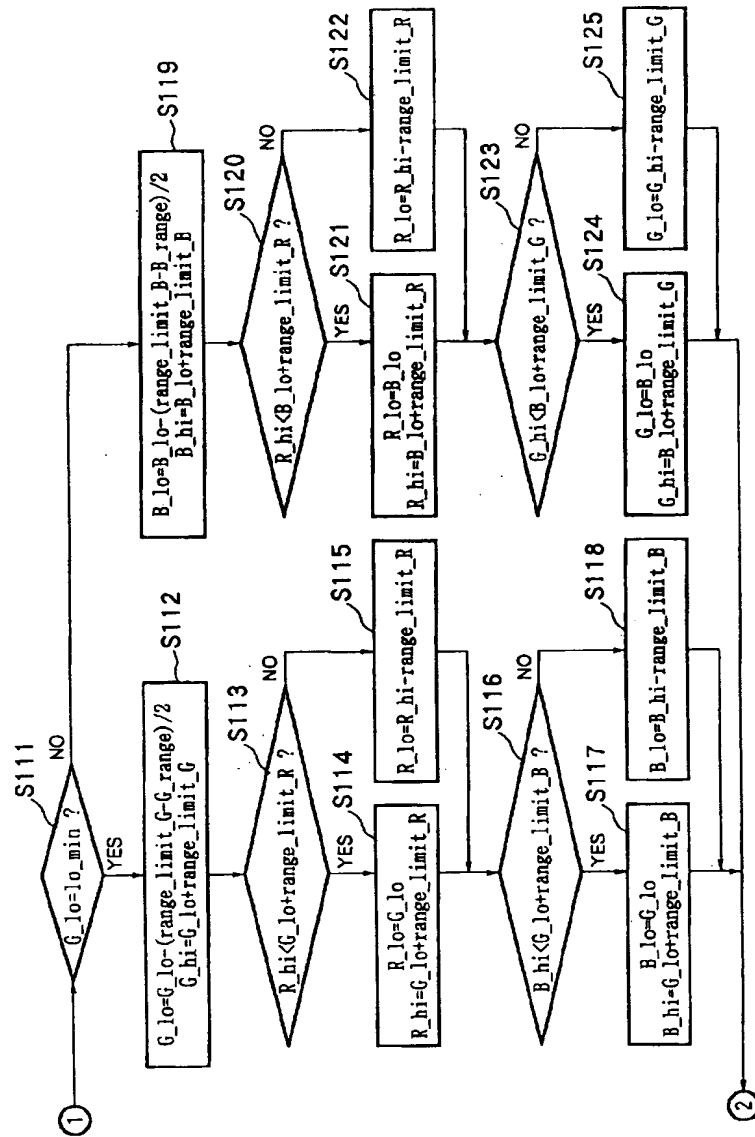 1
S111
G_lo=lo_min ?
NO
YES
S112
G_lo=G_lo-(range_limit_G-G_range)/2
G_hi=G_lo+range_limit_G
S113
R_hi<G_lo+range_limit_R ?
NO
YES
S114
R_lo=G_lo
R_hi=G_lo+range_limit_R
S115
R_lo=R_hi-range_limit_R
S116
B_hi<G_lo+range_limit_B ?
NO
YES
S117
B_lo=G_lo
B_hi=G_lo+range_limit_B
S118
B_lo=B_hi-range_limit_B
S119
B_lo=B_lo-(range_limit_B-B_range)/2
B_hi=B_lo+range_limit_B
S120
R_hi<B_lo+range_limit_R ?
NO
YES
S121
R_lo=B_lo
R_hi=B_lo+range_limit_R
S122
R_lo=R_hi-range_limit_R
S123
G_hi<B_lo+range_limit_G ?
NO
YES
S124
G_lo=B_lo
G_hi=B_lo+range_limit_G
S125
G_lo=G_hi-range_limit_G
2